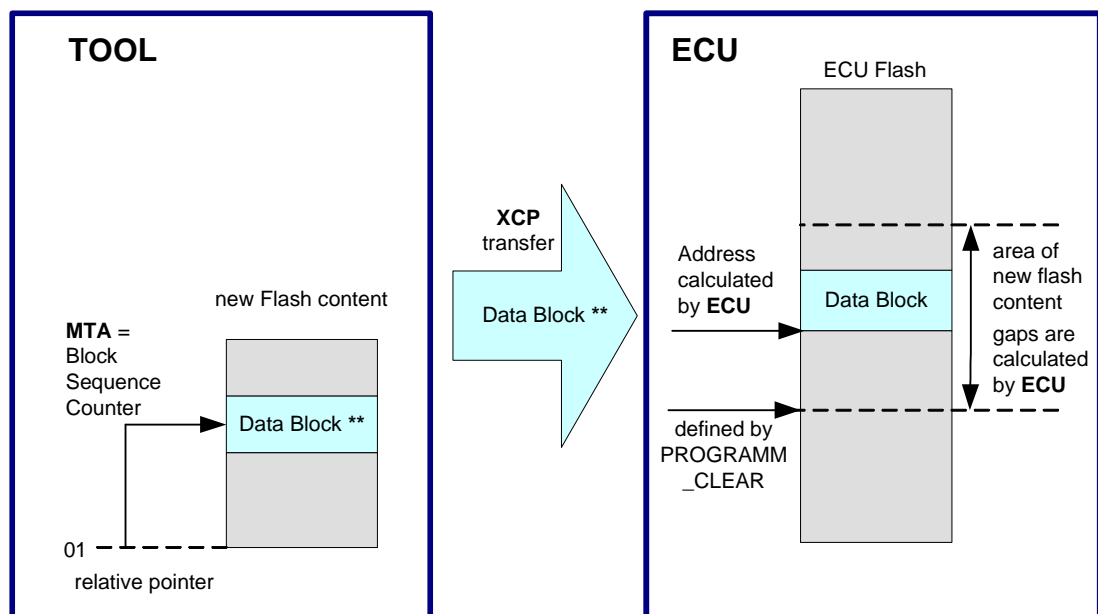 TOOL
new Flash content
MTA =
Block
Sequence
Counter
Data Block **
01
relative pointer
XCP
transfer
Data Block **
ECU
ECU Flash
Address
calculated
by ECU
Data Block
defined by
PROGRAMM
_CLEAR
area of
new flash
content
gaps are
calculated
by ECU